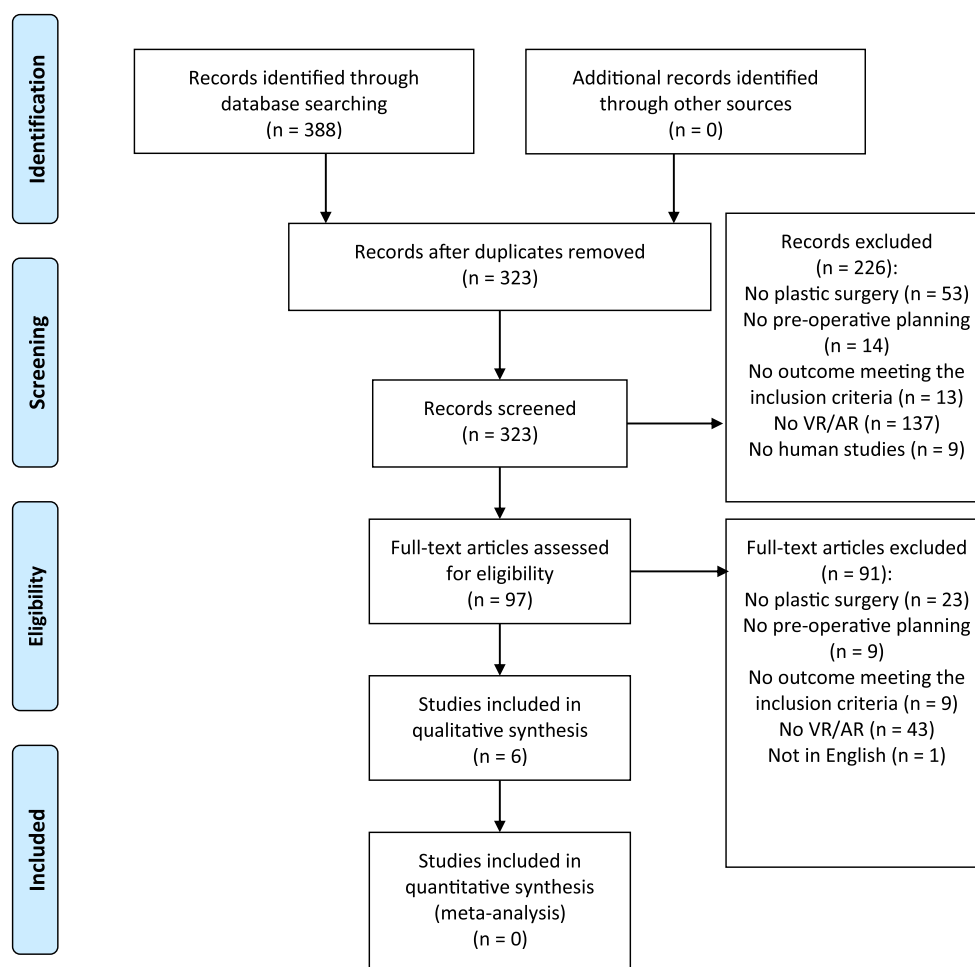 Identification
Records identified through
database searching
(n = 388)
Additional records identified
through other sources
(n = 0)
Records after duplicates removed
(n = 323)
Screening
Records screened
(n = 323)
Records excluded
(n = 226):
No plastic surgery (n = 53)
No pre-operative planning
(n = 14)
No outcome meeting the
inclusion criteria (n = 13)
No VR/AR (n = 137)
No human studies (n = 9)
Eligibility
Full-text articles assessed
for eligibility
(n = 97)
Full-text articles excluded
(n = 91):
No plastic surgery (n = 23)
No pre-operative planning
(n = 9)
No outcome meeting the
inclusion criteria (n = 9)
No VR/AR (n = 43)
Not in English (n = 1)
Studies included in
qualitative synthesis
(n = 6)
Included
Studies included in
quantitative synthesis
(meta-analysis)
(n = 0)